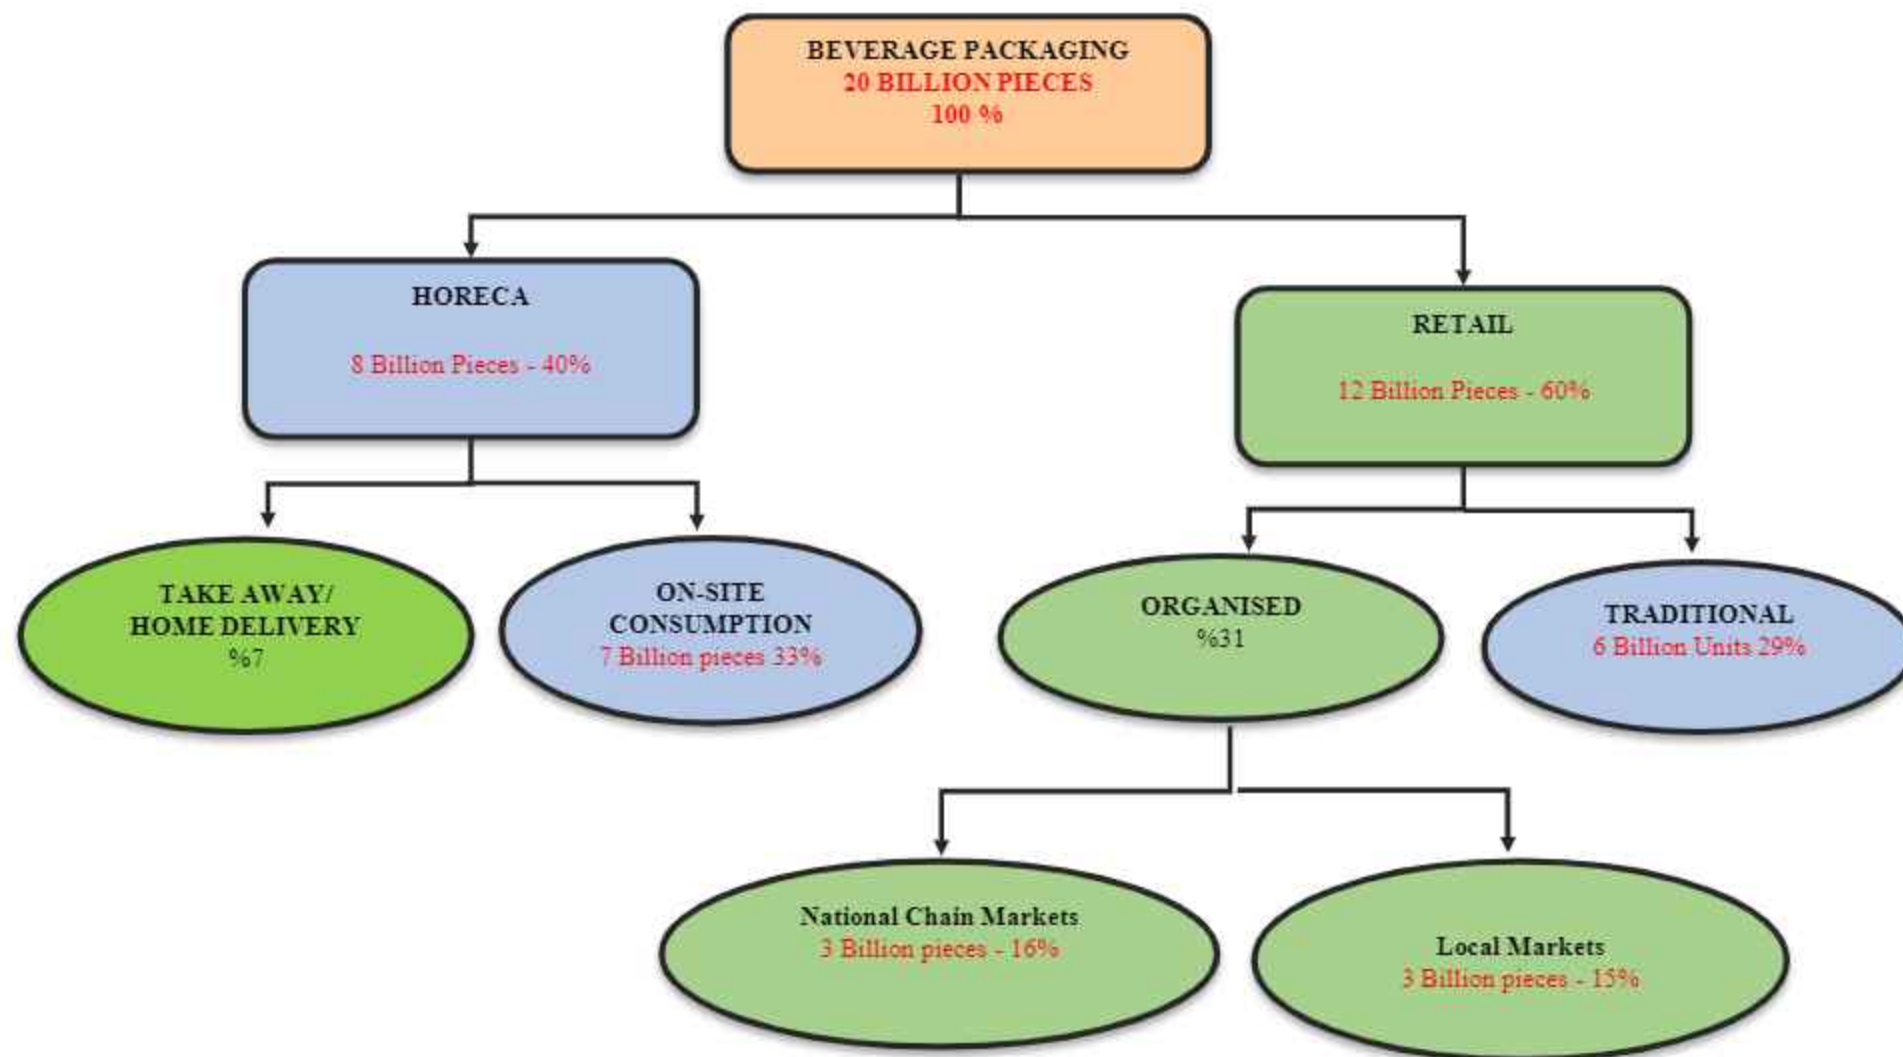 BEVERAGE PACKAGING
20 BILLION PIECES
100 %
HORECA
8 Billion Pieces - 40%
RETAIL
12 Billion Pieces - 60%
TAKE AWAY/
HOME DELIVERY
%7
ON-SITE
CONSUMPTION
7 Billion pieces 33%
ORGANISED
%31
TRADITIONAL
6 Billion Units 29%
National Chain Markets
3 Billion pieces - 16%
Local Markets
3 Billion pieces - 15%